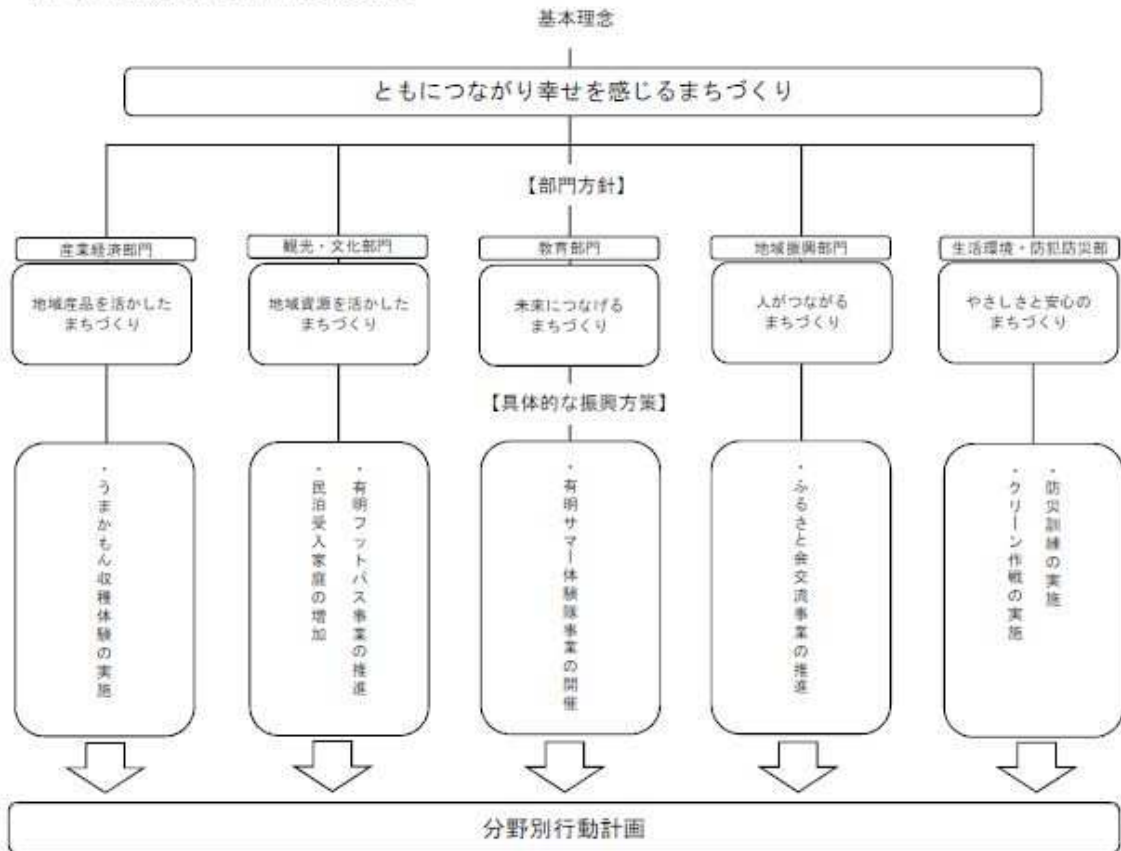 基本理念
ともにつながり幸せを感じるまちづくり
【部門方針】
産業経済部門
観光・文化部門
教育部門
地域振興部門
生活環境・防犯防災部
地域産品を活かした
まちづくり
地域資源を活かした
まちづくり
未来につなげる
まちづくり
人がつながる
まちづくり
やさしさと安心の
まちづくり
【具体的な振興方策】
・うまかもん収穫体験の実施
・有明フットパス事業の推進
・民泊受入家庭の増加
・有明サマー体験隊事業の開催
・ふるさと会交流事業の推進
・防災訓練の実施
・クリーン作戦の実施
分野別行動計画